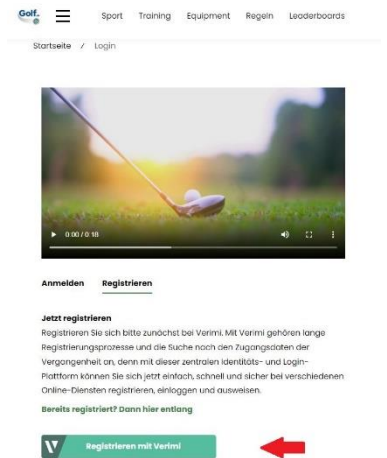 Golf.
Sport Training Equipment Regeln Leaderboards
Startseite / Login
0:00 / 0:18
Anmelden Registrieren
Jetzt registrieren
Registrieren Sie sich bitte zunächst bei Verimi. Mit Verimi gehören lange
Registrierungsprozesse und die Suche nach den Zugangsdaten der
Vergangenheit an, denn mit dieser zentralen Identitäts- und Login-
Plattform können Sie sich jetzt einfach, schnell und sicher bei verschiedenen
Online-Diensten registrieren, einloggen und ausweisen.
Bereits registriert? Dann hier entlang
Registrieren mit Verimi